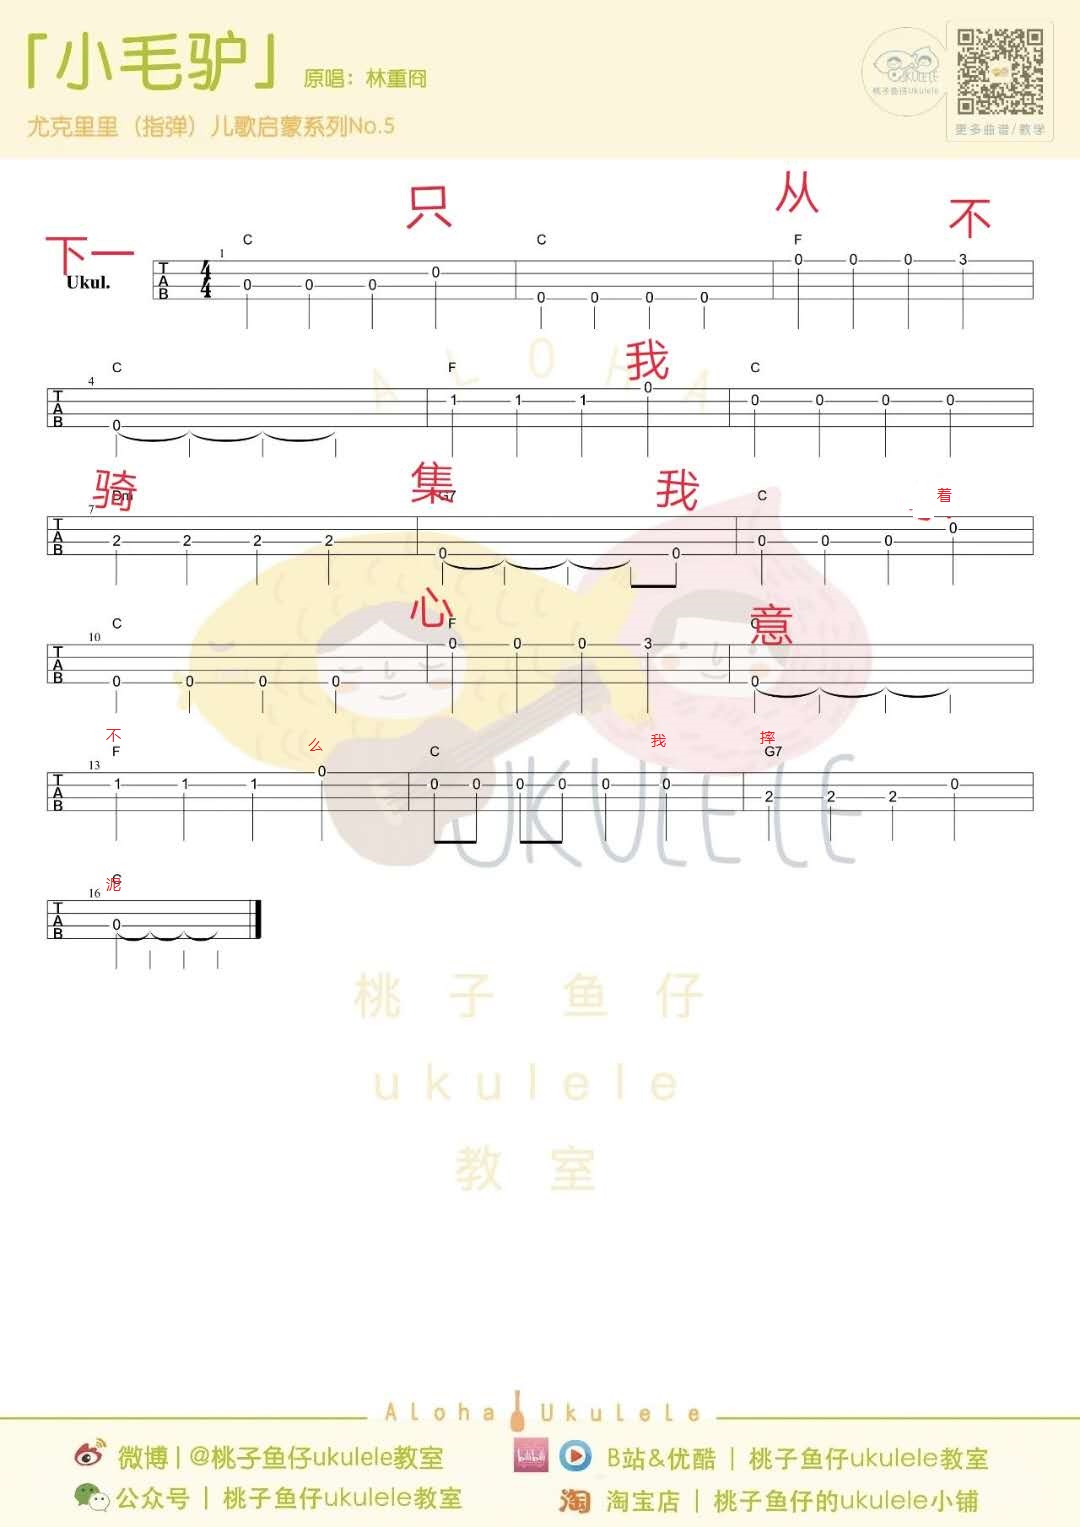 「小毛驴」 原唱：林重冏
尤克里里（指弹）儿歌启蒙系列No.5
UKULELE
桃子鱼仔Ukulele
更多曲谱/教学
下一 只 从 不
C C F
Ukul. 1 T A B 4 4 0 0 0 0 0 0 0 0 0 0 0 3
ALOHA
我
C F C
4 T A B 0 1 1 1 0 0 0 0 0
骑 集 我 着
Dm G7 C
7 T A B 2 2 2 2 0 0 0 0 0 0
心 意
C F C
10 T A B 0 0 0 0 0 0 0 3 0
不 么 我 摔
F C G7
13 T A B 1 1 1 0 0 0 0 0 0 0 2 2 2 0
UKULELE
泥
C
16 T A B 0
桃子鱼仔
ukulele
教室
Aloha Ukulele
微博 | @桃子鱼仔ukulele教室 bilibili B站&优酷 | 桃子鱼仔ukulele教室
公众号 | 桃子鱼仔ukulele教室 淘 淘宝店 | 桃子鱼仔的ukulele小铺